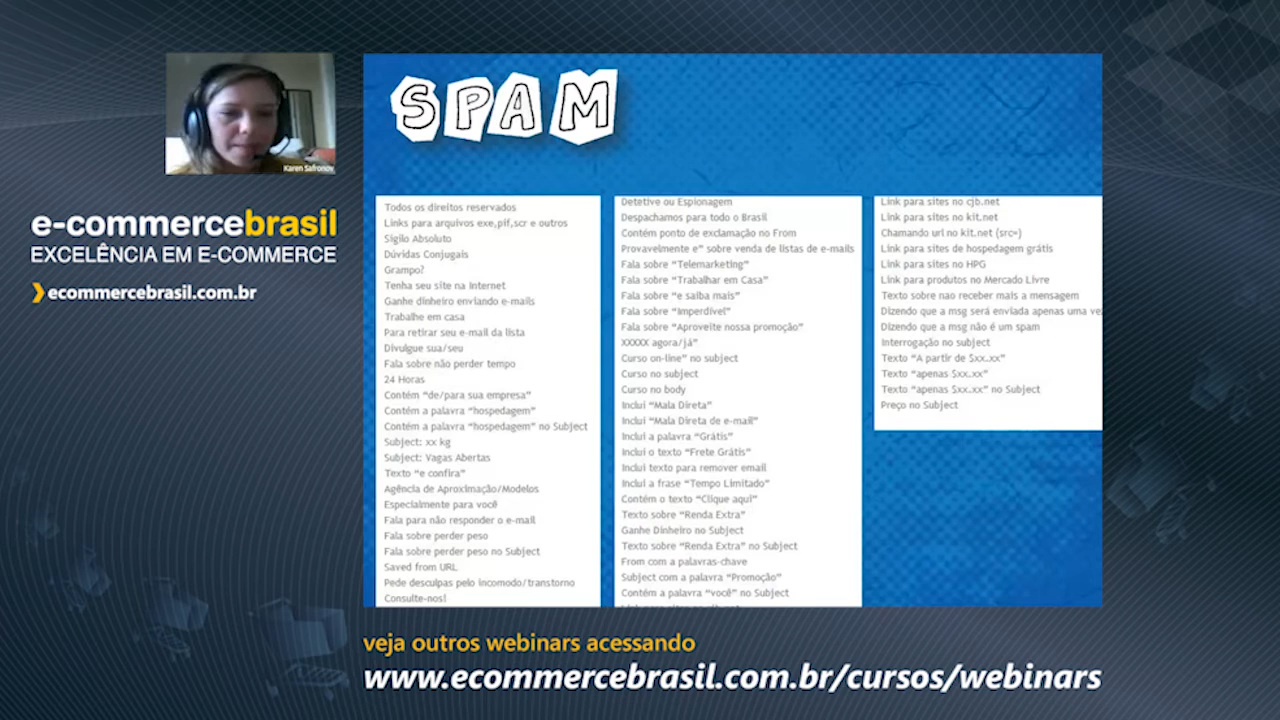 SPAM
Karen Safronov
e-commercebrasil
EXCELÊNCIA EM E-COMMERCE
ecommercebrasil.com.br
Todos os direitos reservados
Links para arquivos exe,pif,scr e outros
Sigilo Absoluto
Dúvidas Conjugais
Grampo?
Tenha seu site na Internet
Ganhe dinheiro enviando e-mails
Trabalhe em casa
Para retirar seu e-mail da lista
Divulgue sua/seu
Fala sobre não perder tempo
24 Horas
Contém “de/para sua empresa”
Contém a palavra “hospedagem”
Contém a palavra “hospedagem” no Subject
Subject: xx kg
Subject: Vagas Abertas
Texto “e confira”
Agência de Aproximação/Modelos
Especialmente para você
Fala para não responder o e-mail
Fala sobre perder peso
Fala sobre perder peso no Subject
Saved from URL
Pede desculpas pelo incomodo/transtorno
Consulte-nos!
Detetive ou Espionagem
Despachamos para todo o Brasil
Contém ponto de exclamação no From
Provavelmente e” sobre venda de listas de e-mails
Fala sobre “Telemarketing”
Fala sobre “Trabalhar em Casa”
Fala sobre “e saiba mais”
Fala sobre “Imperdível”
Fala sobre “Aproveite nossa promoção”
XXXXX agora/já”
Curso on-line” no subject
Curso no subject
Curso no body
Inclui “Mala Direta”
Inclui “Mala Direta de e-mail”
Inclui a palavra “Grátis”
Inclui o texto “Frete Grátis”
Inclui texto para remover email
Inclui a frase “Tempo Limitado”
Contém o texto “Clique aqui”
Texto sobre “Renda Extra”
Ganhe Dinheiro no Subject
Texto sobre “Renda Extra” no Subject
From com a palavras-chave
Subject com a palavra “Promoção”
Contém a palavra “você” no Subject
Link para sites no cjb.net
Link para sites no kit.net
Chamando url no kit.net (src=)
Link para sites de hospedagem grátis
Link para sites no HPG
Link para produtos no Mercado Livre
Texto sobre nao receber mais a mensagem
Dizendo que a msg será enviada apenas uma vez
Dizendo que a msg não é um spam
Interrogação no subject
Texto “A partir de $xx.xx”
Texto “apenas $xx.xx”
Texto “apenas $xx.xx” no Subject
Preço no Subject
veja outros webinars acessando
www.ecommercebrasil.com.br/cursos/webinars